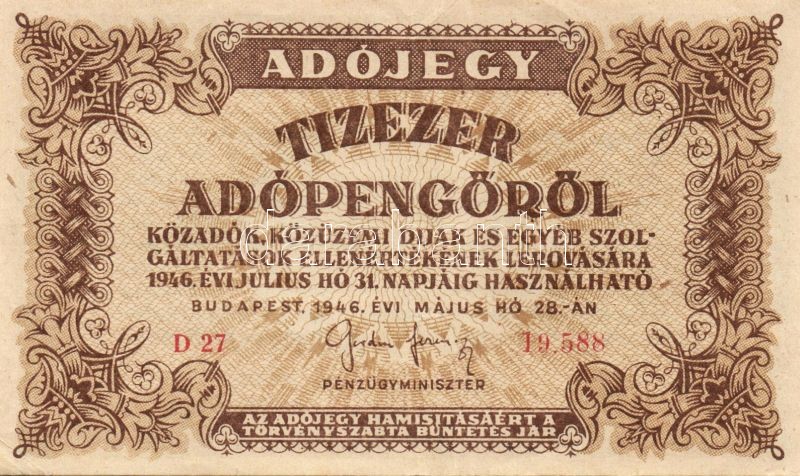 ADÓJEGY
TIZEZER
ADÓPENGŐRŐL
KÖZADÓK, KÖZÜZEMI DIJAK ÉS EGYÉB SZOL-
GÁLTATÁSOK ELLENÉRTÉKÉNEK LEROVÁSÁRA
1946. ÉVI JULIUS HÓ 31. NAPJÁIG HASZNÁLHATÓ
BUDAPEST, 1946. ÉVI MÁJUS HÓ 28.-ÁN
D 27 19.588
PÉNZÜGYMINISZTER
AZ ADÓJEGY HAMISITÁSÁÉRT A
TÖRVÉNYSZABTA BÜNTETÉS JÁR